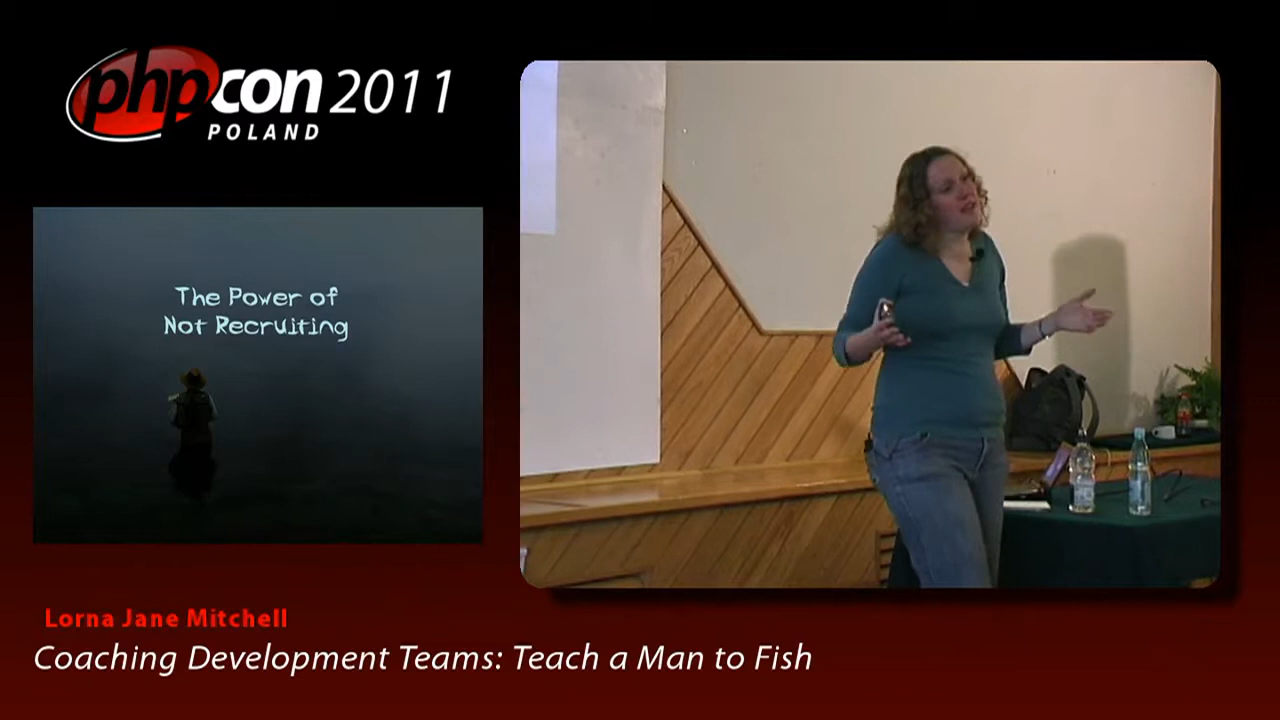 phpcon 2011
POLAND
The Power of
Not Recruiting
Lorna Jane Mitchell
Coaching Development Teams: Teach a Man to Fish